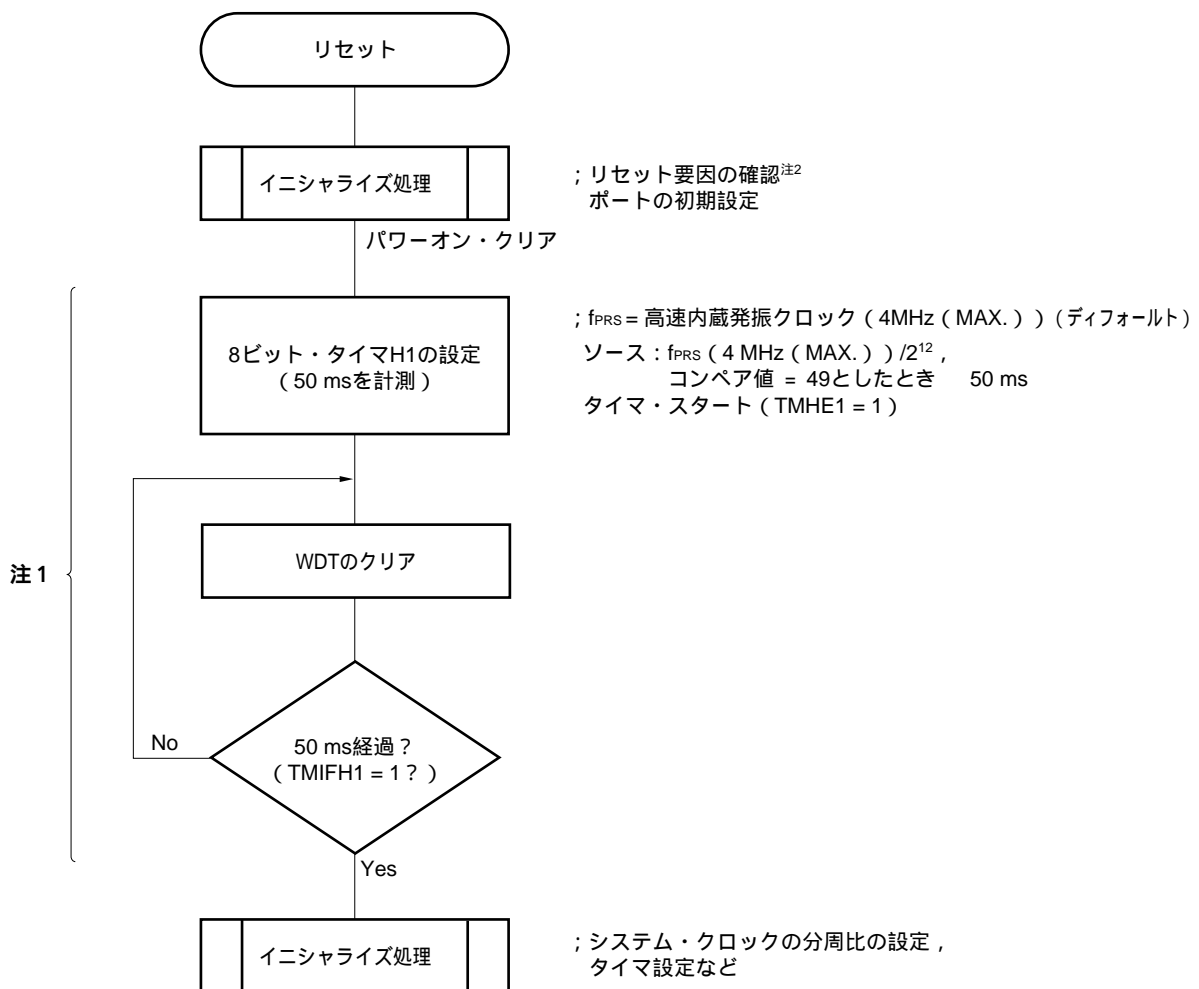 リセット
イニシャライズ処理
；リセット要因の確認注2
ポートの初期設定
パワーオン・クリア
8ビット・タイマH1の設定
（50 msを計測）
；fPRS = 高速内蔵発振クロック（4MHz（MAX.））（ディフォールト）
ソース：fPRS（4 MHz（MAX.））/2¹²，
コンペア値 = 49としたとき　50 ms
タイマ・スタート（TMHE1 = 1）
注1
WDTのクリア
No
50 ms経過？
（TMIFH1 = 1？）
Yes
イニシャライズ処理
；システム・クロックの分周比の設定，
タイマ設定など